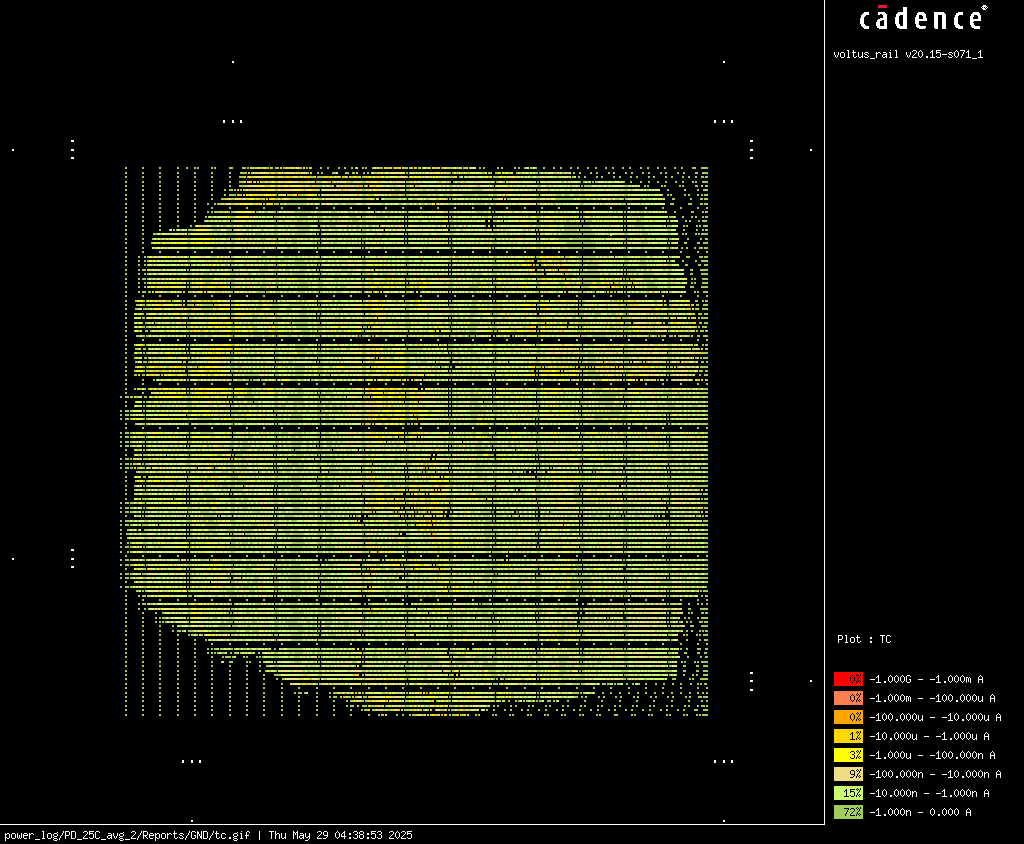 cādence®
voltus_rail v20.15-s071_1
Plot : TC
0% -1.000G - -1.000m A
0% -1.000m - -100.000u A
0% -100.000u - -10.000u A
1% -10.000u - -1.000u A
3% -1.000u - -100.000n A
9% -100.000n - -10.000n A
15% -10.000n - -1.000n A
72% -1.000n - 0.000 A
power_log/PD_25C_avg_2/Reports/GND/tc.gif | Thu May 29 04:38:53 2025